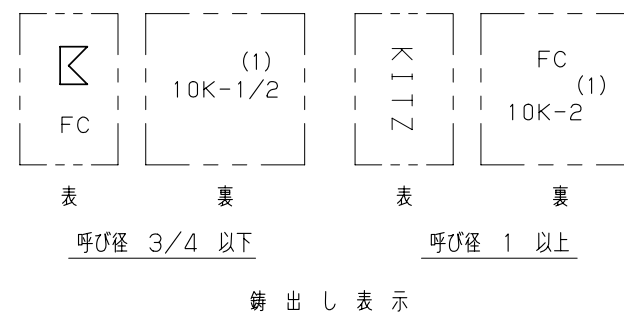 FC
(1)
10K-1/2
KITZ
FC
(1)
10K-2
表 裏 表 裏
呼び径 3/4 以下
呼び径 1 以上
鋳出し表示